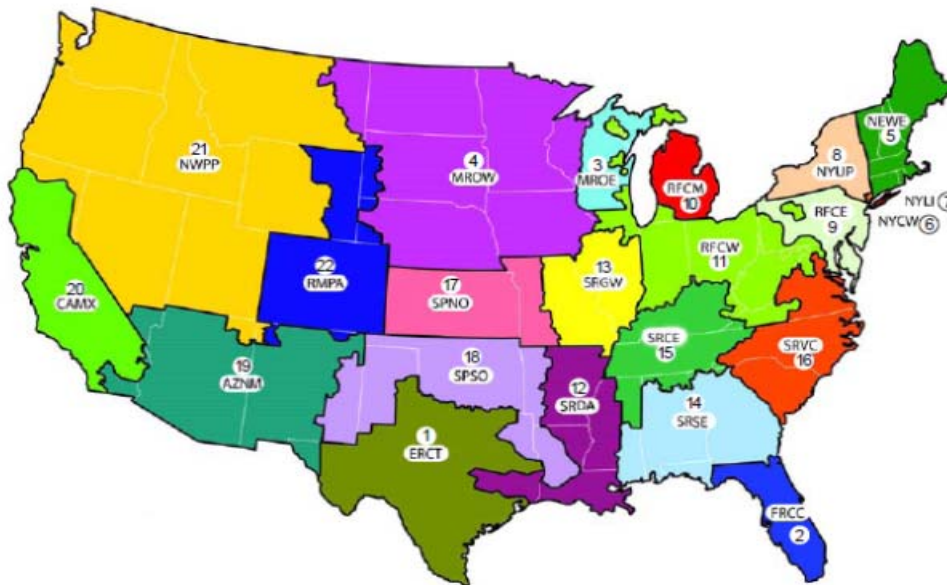 21
NWPP
4
MROW
3
MROE
RFCM
10
NEWE
5
8
NYUP
NYLI 7
NYCW 6
RFCE
9
RFCW
11
20
CAMX
22
RMPA
17
SPNO
13
SRGW
SRCE
15
SRVC
16
19
AZNM
18
SPSO
12
SRDA
14
SRSE
1
ERCT
FRCC
2